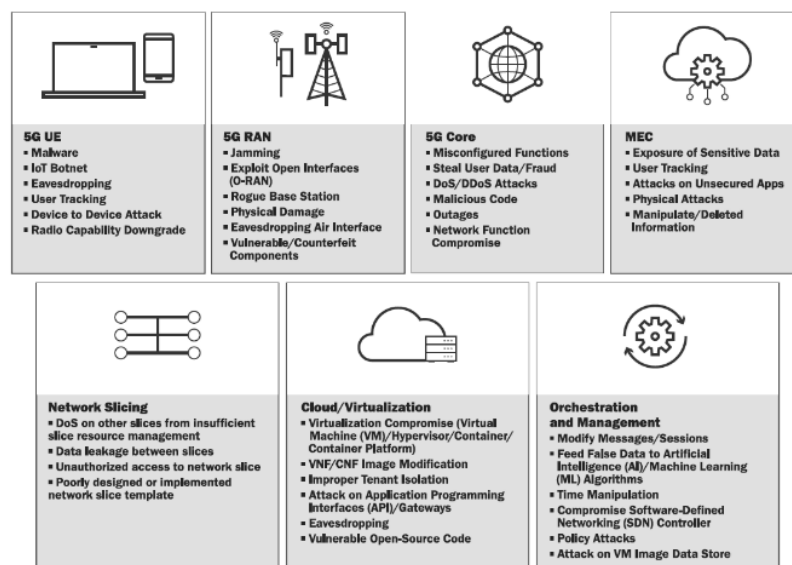 5G UE
▪ Malware
▪ IoT Botnet
▪ Eavesdropping
▪ User Tracking
▪ Device to Device Attack
▪ Radio Capability Downgrade
5G RAN
▪ Jamming
▪ Exploit Open Interfaces
(O-RAN)
▪ Rogue Base Station
▪ Physical Damage
▪ Eavesdropping Air Interface
▪ Vulnerable/Counterfeit
Components
5G Core
▪ Misconfigured Functions
▪ Steal User Data/Fraud
▪ DoS/DDoS Attacks
▪ Malicious Code
▪ Outages
▪ Network Function
Compromise
MEC
▪ Exposure of Sensitive Data
▪ User Tracking
▪ Attacks on Unsecured Apps
▪ Physical Attacks
▪ Manipulate/Deleted
Information
Network Slicing
▪ DoS on other slices from insufficient
slice resource management
▪ Data leakage between slices
▪ Unauthorized access to network slice
▪ Poorly designed or implemented
network slice template
Cloud/Virtualization
▪ Virtualization Compromise (Virtual
Machine (VM)/Hypervisor/Container/
Container Platform)
▪ VNF/CNF Image Modification
▪ Improper Tenant Isolation
▪ Attack on Application Programming
Interfaces (API)/Gateways
▪ Eavesdropping
▪ Vulnerable Open-Source Code
Orchestration
and Management
▪ Modify Messages/Sessions
▪ Feed False Data to Artificial
Intelligence (AI)/Machine Learning
(ML) Algorithms
▪ Time Manipulation
▪ Compromise Software-Defined
Networking (SDN) Controller
▪ Policy Attacks
▪ Attack on VM Image Data Store